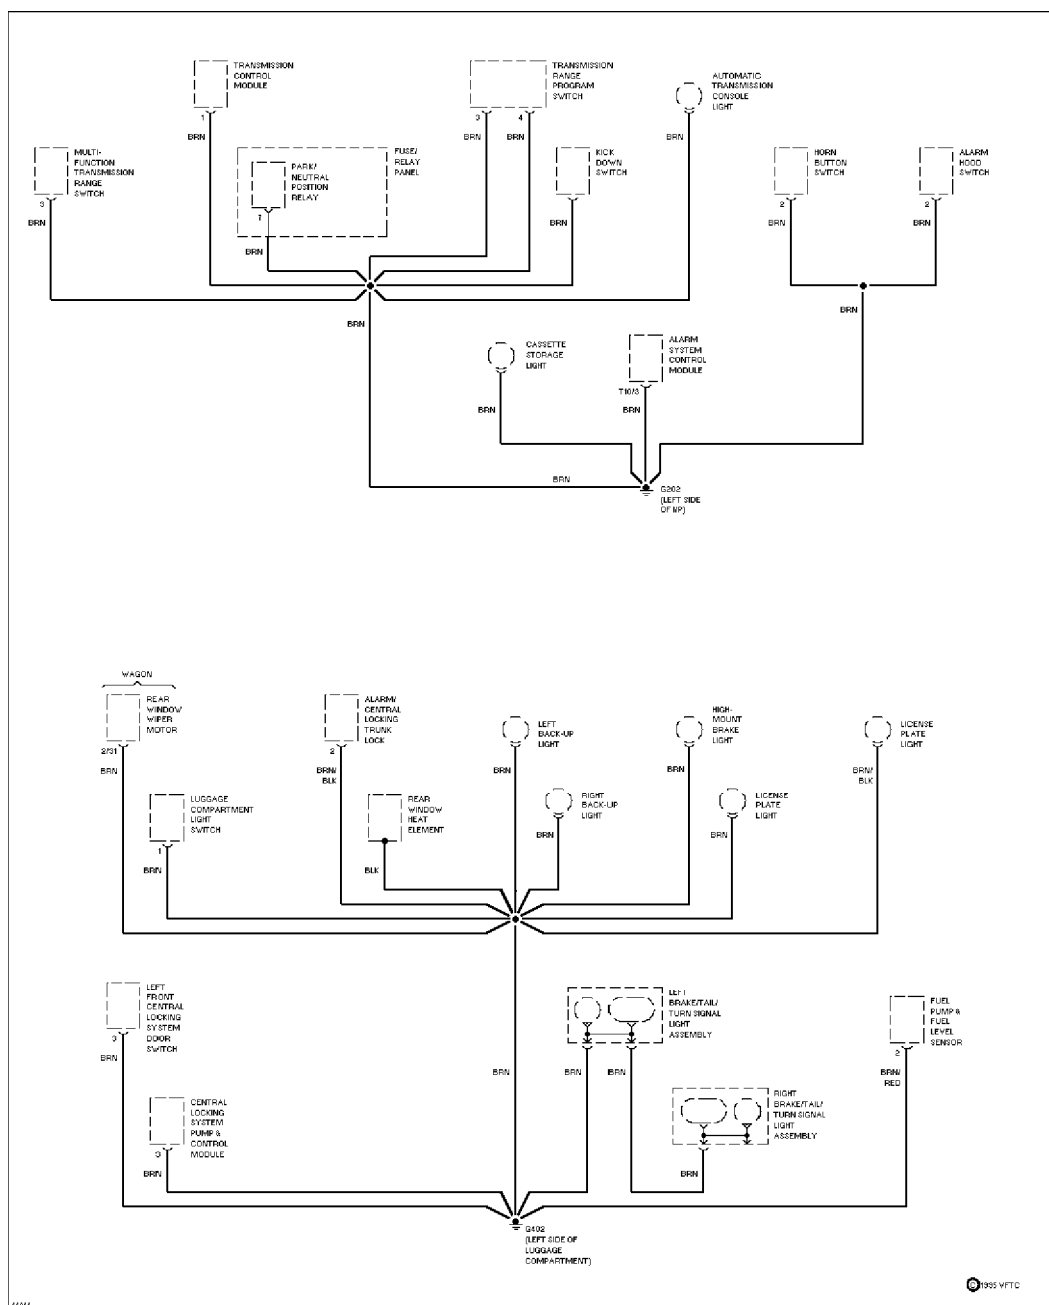 TRANSMISSION
CONTROL
MODULE
1
BRN
TRANSMISSION
RANGE
PROGRAM
SWITCH
3
4
BRN
BRN
AUTOMATIC
TRANSMISSION
CONSOLE
LIGHT
BRN
MULTI-
FUNCTION
TRANSMISSION
RANGE
SWITCH
3
BRN
FUSE/
RELAY
PANEL
PARK/
NEUTRAL
POSITION
RELAY
BRN
KICK
DOWN
SWITCH
BRN
HORN
BUTTON
SWITCH
2
BRN
ALARM
HOOD
SWITCH
2
BRN
BRN
BRN
CASSETTE
STORAGE
LIGHT
BRN
ALARM
SYSTEM
CONTROL
MODULE
T10/3
BRN
BRN
G202
(LEFT SIDE
OF I/P)
WAGON
REAR
WINDOW
WIPER
MOTOR
2/31
BRN
ALARM/
CENTRAL
LOCKING
TRUNK
LOCK
2
BRN/
BLK
LEFT
BACK-UP
LIGHT
BRN
HIGH-
MOUNT
BRAKE
LIGHT
BRN
LICENSE
PLATE
LIGHT
BRN/
BLK
LUGGAGE
COMPARTMENT
LIGHT
SWITCH
1
BRN
REAR
WINDOW
HEAT
ELEMENT
BLK
RIGHT
BACK-UP
LIGHT
BRN
LICENSE
PLATE
LIGHT
BRN
LEFT
FRONT
CENTRAL
LOCKING
SYSTEM
DOOR
SWITCH
3
BRN
LEFT
BRAKE/TAIL/
TURN SIGNAL
LIGHT
ASSEMBLY
BRN
BRN
BRN
FUEL
PUMP &
FUEL
LEVEL
SENSOR
2
BRN/
RED
CENTRAL
LOCKING
SYSTEM
PUMP &
CONTROL
MODULE
3
BRN
RIGHT
BRAKE/TAIL/
TURN SIGNAL
LIGHT
ASSEMBLY
BRN
G402
(LEFT SIDE OF
LUGGAGE
COMPARTMENT)
©1995 VFTC